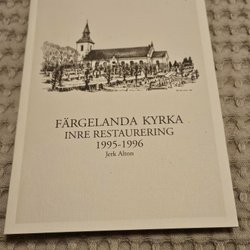 FÄRGELANDA KYRKA
INRE RESTAURERING
1995-1996
Jerk Alton